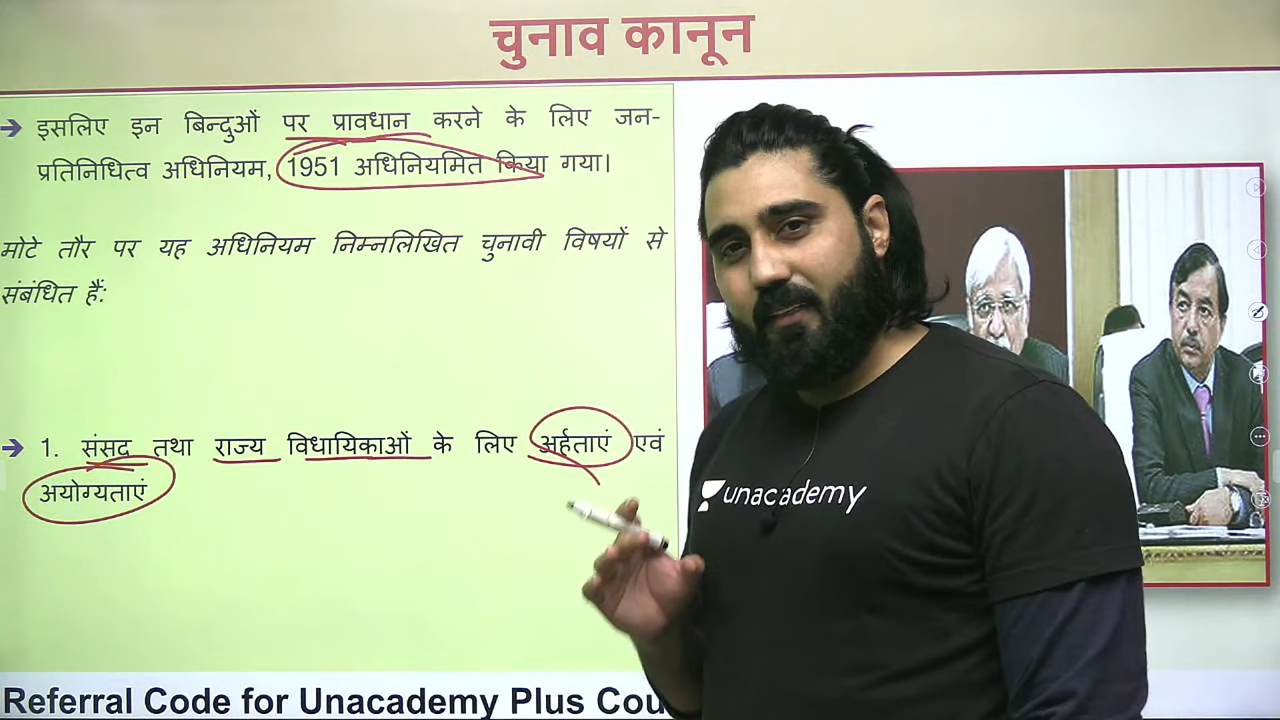 चुनाव कानून
→ इसलिए इन बिन्दुओं पर प्रावधान करने के लिए जन-
प्रतिनिधित्व अधिनियम, 1951 अधिनियमित किया गया।
मोटे तौर पर यह अधिनियम निम्नलिखित चुनावी विषयों से
संबंधित हैं:
→ 1. संसद तथा राज्य विधायिकाओं के लिए अर्हताएं एवं
अयोग्यताएं
unacademy
Referral Code for Unacademy Plus Cou